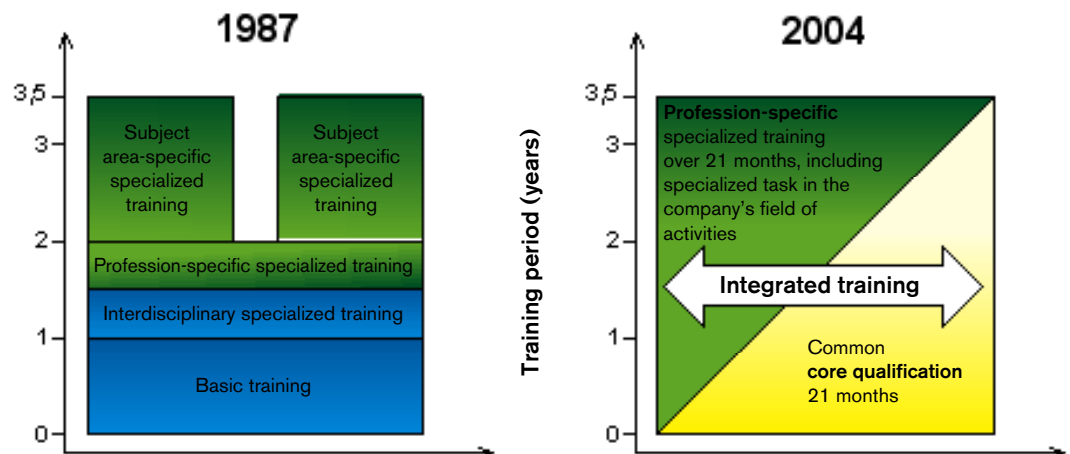 1987
3,5
3
2
1
0
Subject
area-specific
specialized
training
Subject
area-specific
specialized
training
Profession-specific specialized training
Interdisciplinary specialized training
Basic training
Training period (years)
2004
3,5
3
2
1
0
Profession-specific
specialized training
over 21 months, including
specialized task in the
company's field of
activities
Integrated training
Common
core qualification
21 months